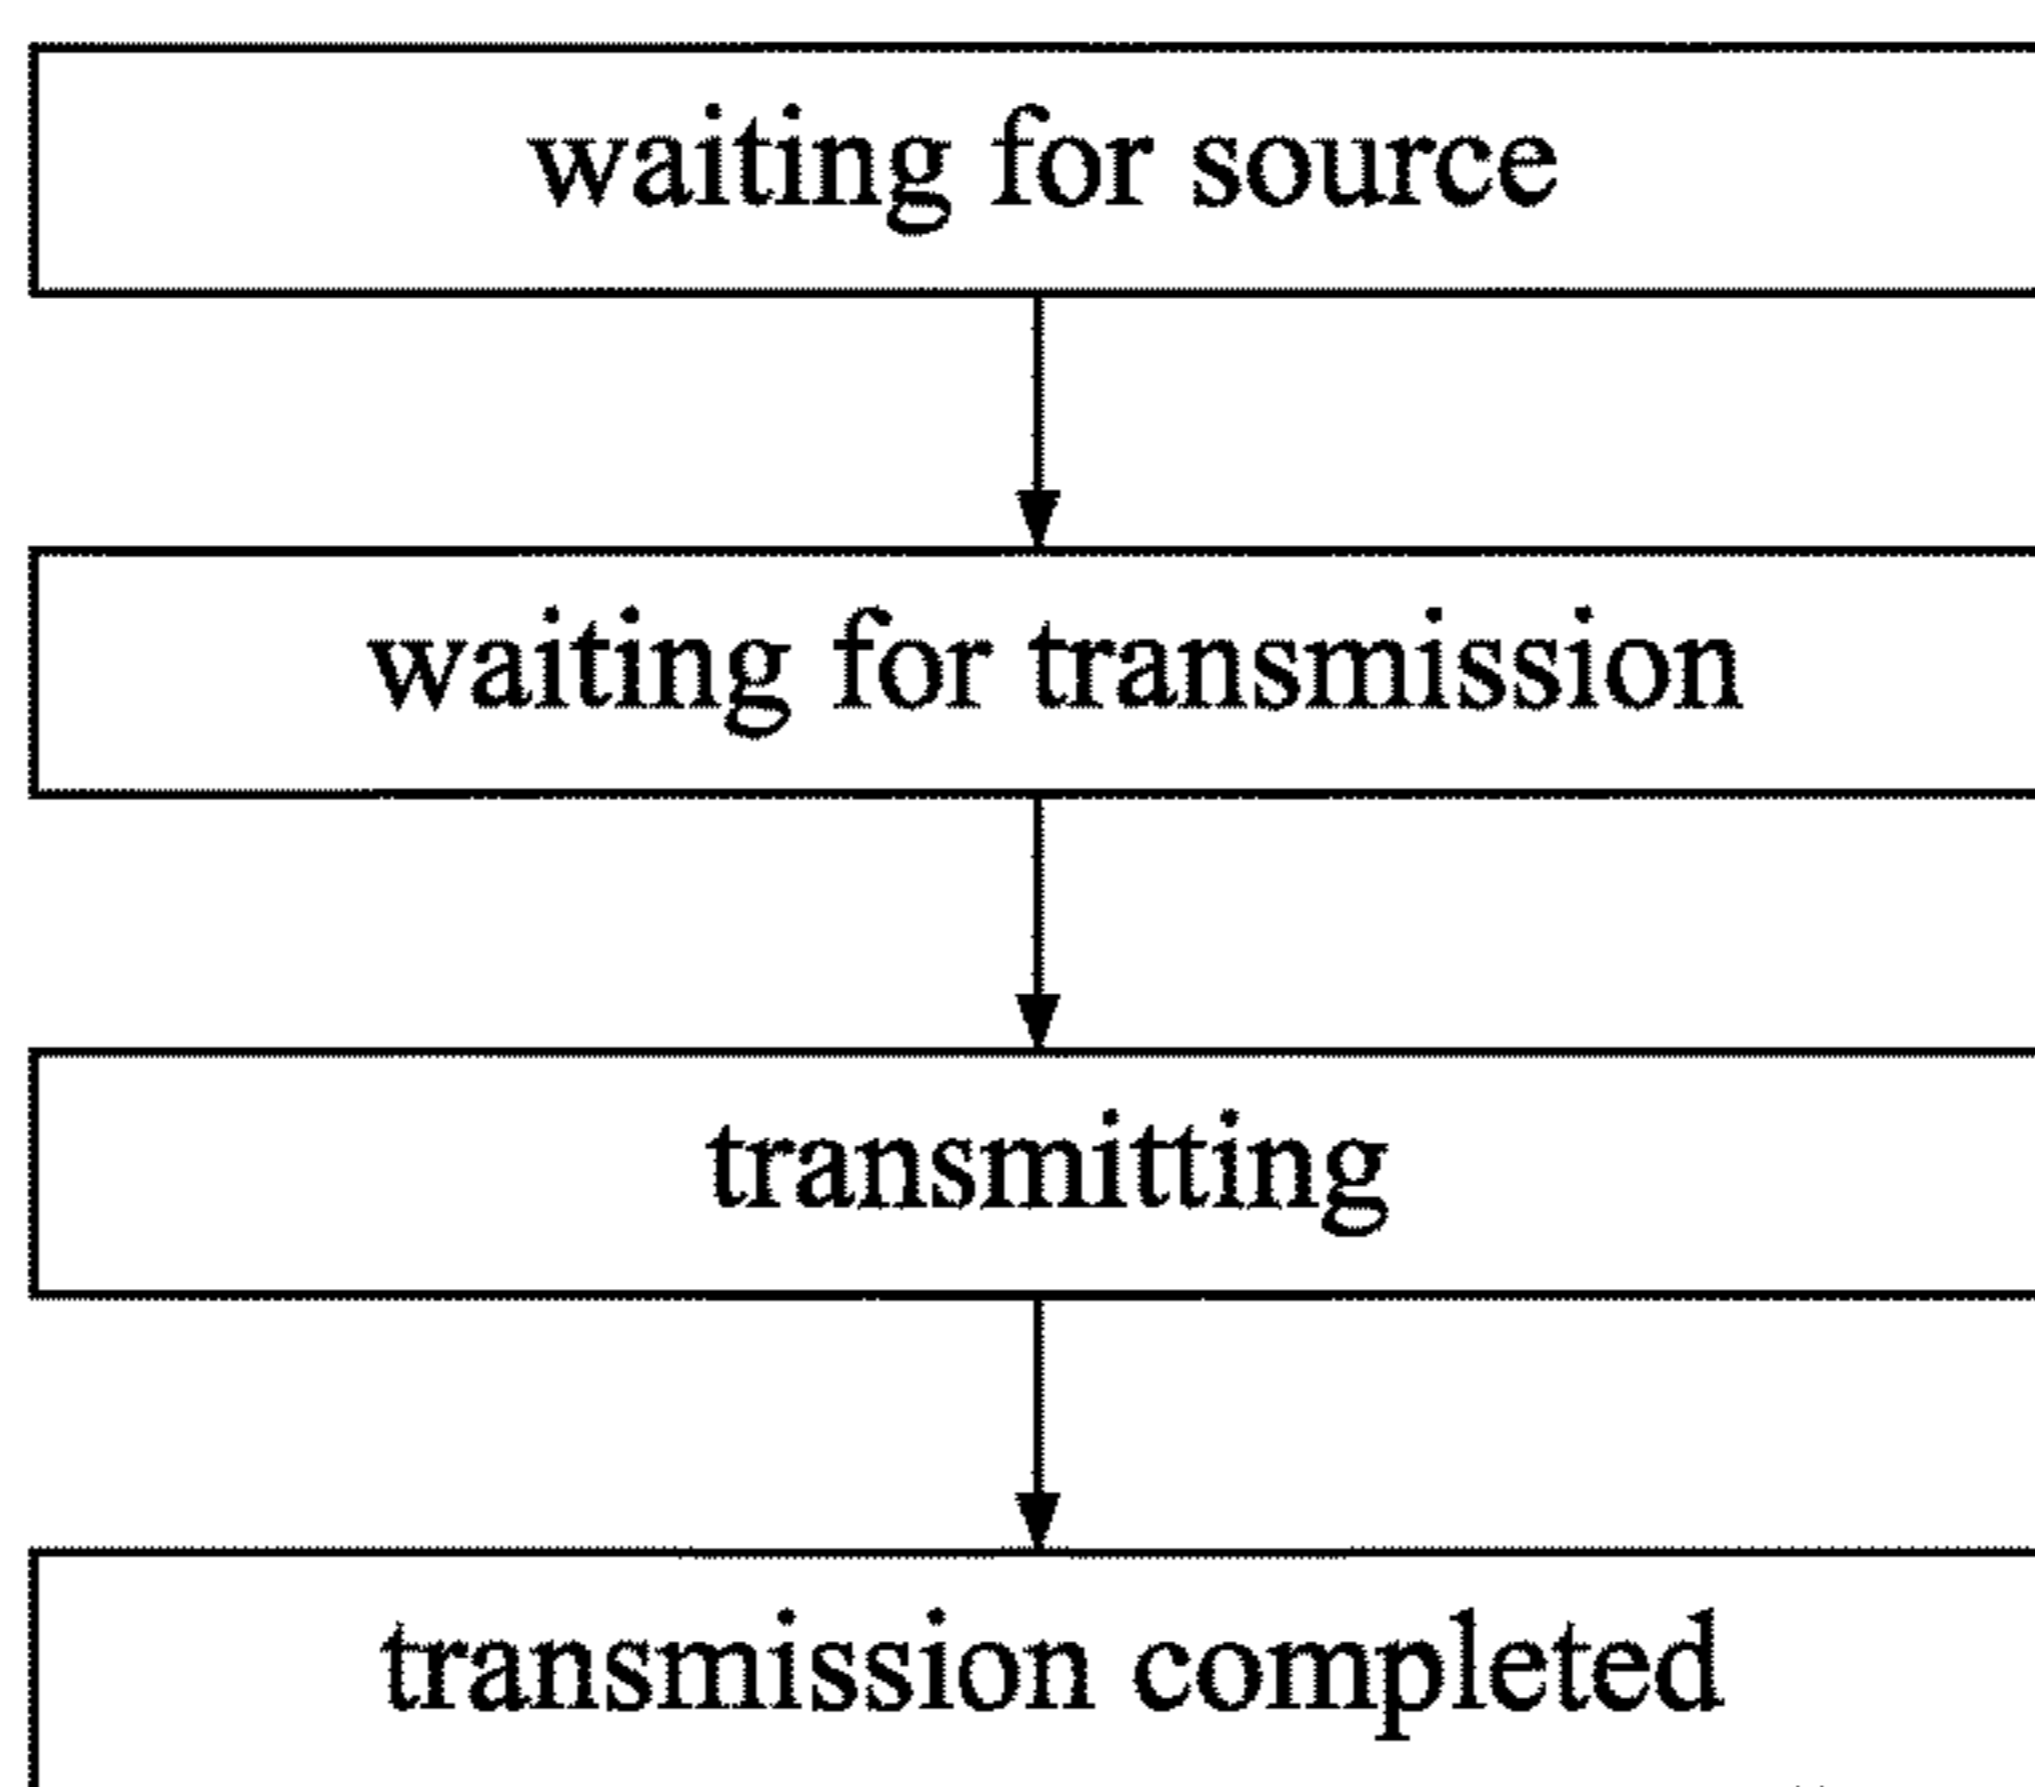 waiting for source
waiting for transmission
transmitting
transmission completed